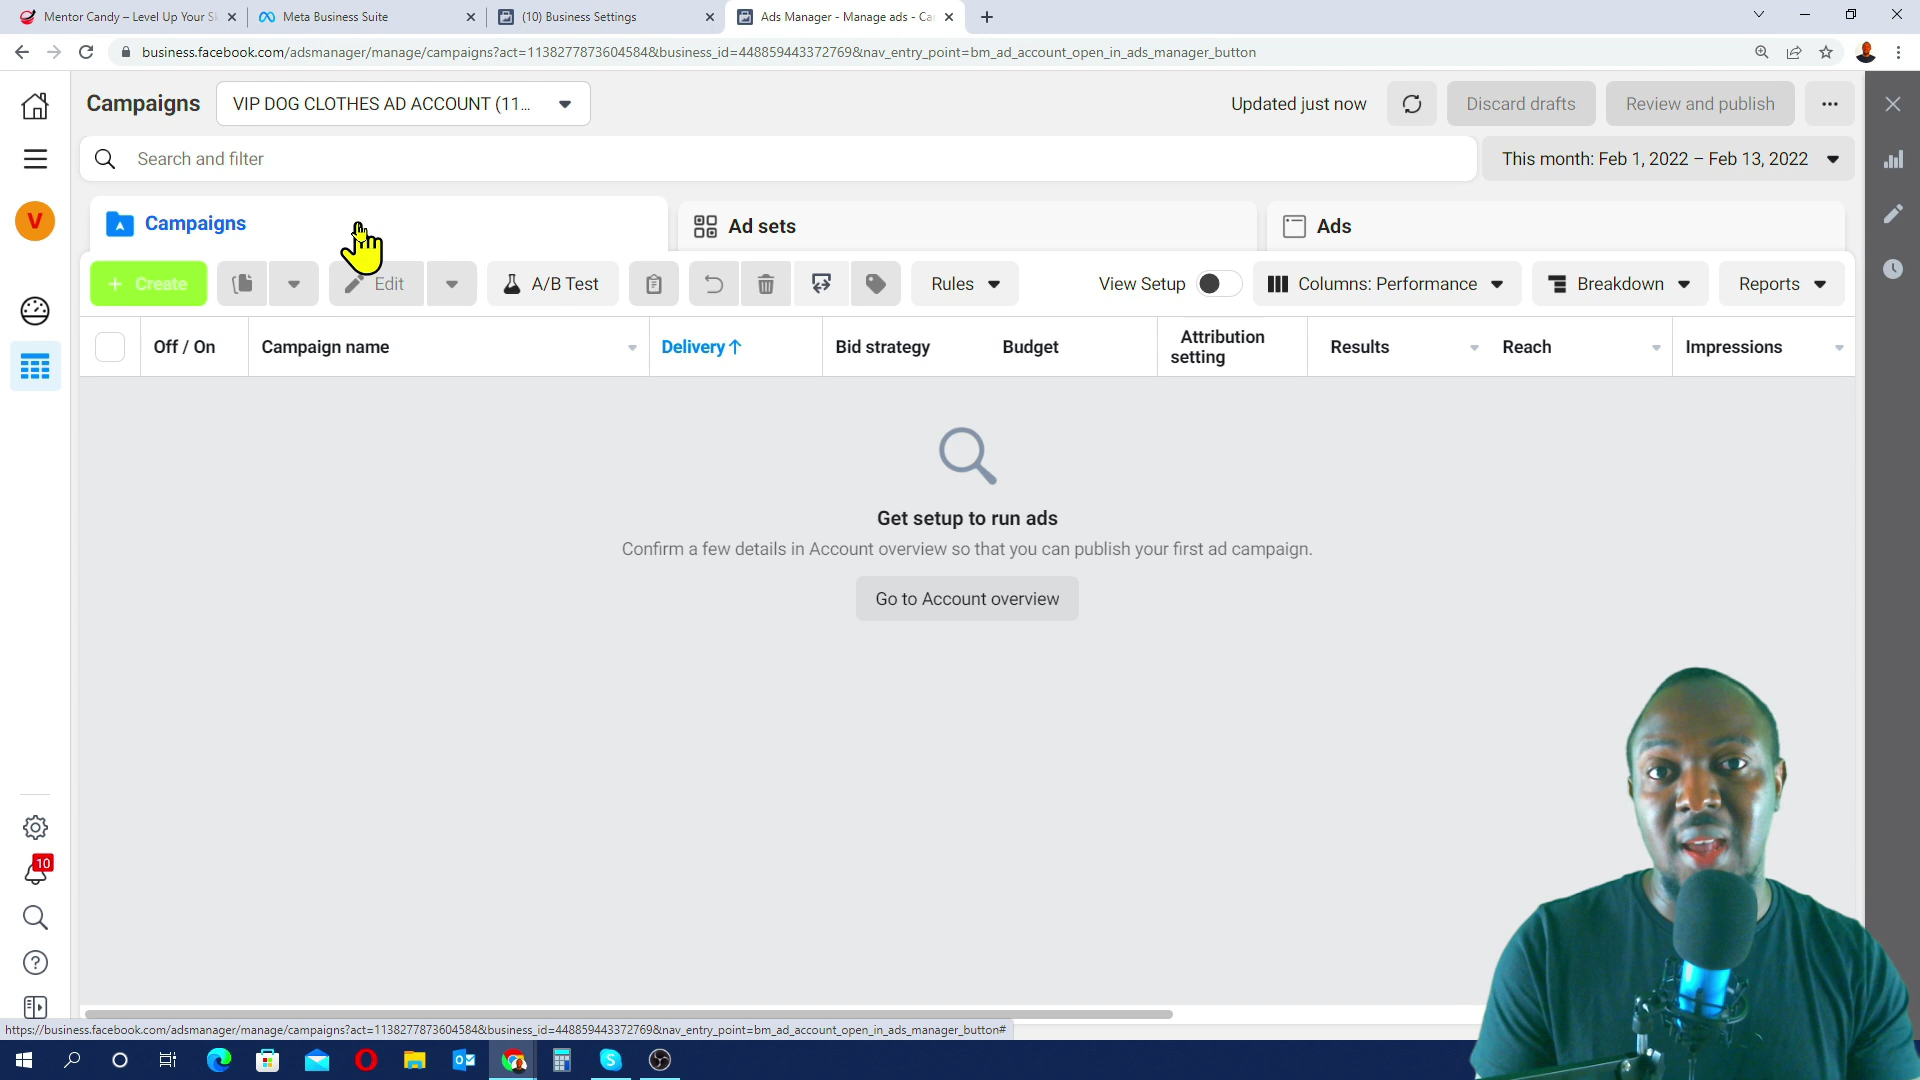 Mentor Candy – Level Up Your Sk
Meta Business Suite
(10) Business Settings
Ads Manager - Manage ads - Ca
business.facebook.com/adsmanager/manage/campaigns?act=1138277873604584&business_id=448859443372769&nav_entry_point=bm_ad_account_open_in_ads_manager_button
Campaigns
VIP DOG CLOTHES AD ACCOUNT (11...
Updated just now
Discard drafts
Review and publish
Search and filter
This month: Feb 1, 2022 – Feb 13, 2022
V
Campaigns
Ad sets
Ads
+ Create
Edit
A/B Test
Rules
View Setup
Columns: Performance
Breakdown
Reports
Off / On
Campaign name
Delivery ↑
Bid strategy
Budget
Attribution
setting
Results
Reach
Impressions
Get setup to run ads
Confirm a few details in Account overview so that you can publish your first ad campaign.
Go to Account overview
10
https://business.facebook.com/adsmanager/manage/campaigns?act=1138277873604584&business_id=448859443372769&nav_entry_point=bm_ad_account_open_in_ads_manager_button#